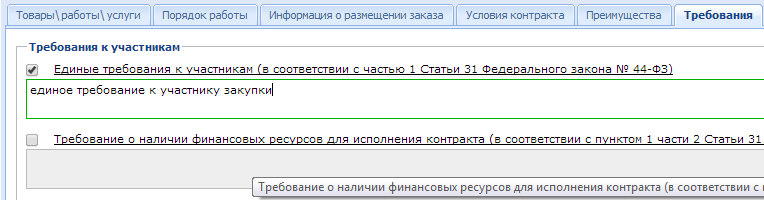 Товары\ работы\ услуги Порядок работы Информация о размещении заказа Условия контракта Преимущества Требования
Требования к участникам
Единые требования к участникам (в соответствии с частью 1 Статьи 31 Федерального закона № 44-ФЗ)
единое требование к участнику закупки
Требование о наличии финансовых ресурсов для исполнения контракта (в соответствии с пунктом 1 части 2 Статьи 31
Требование о наличии финансовых ресурсов для исполнения контракта (в соответствии с